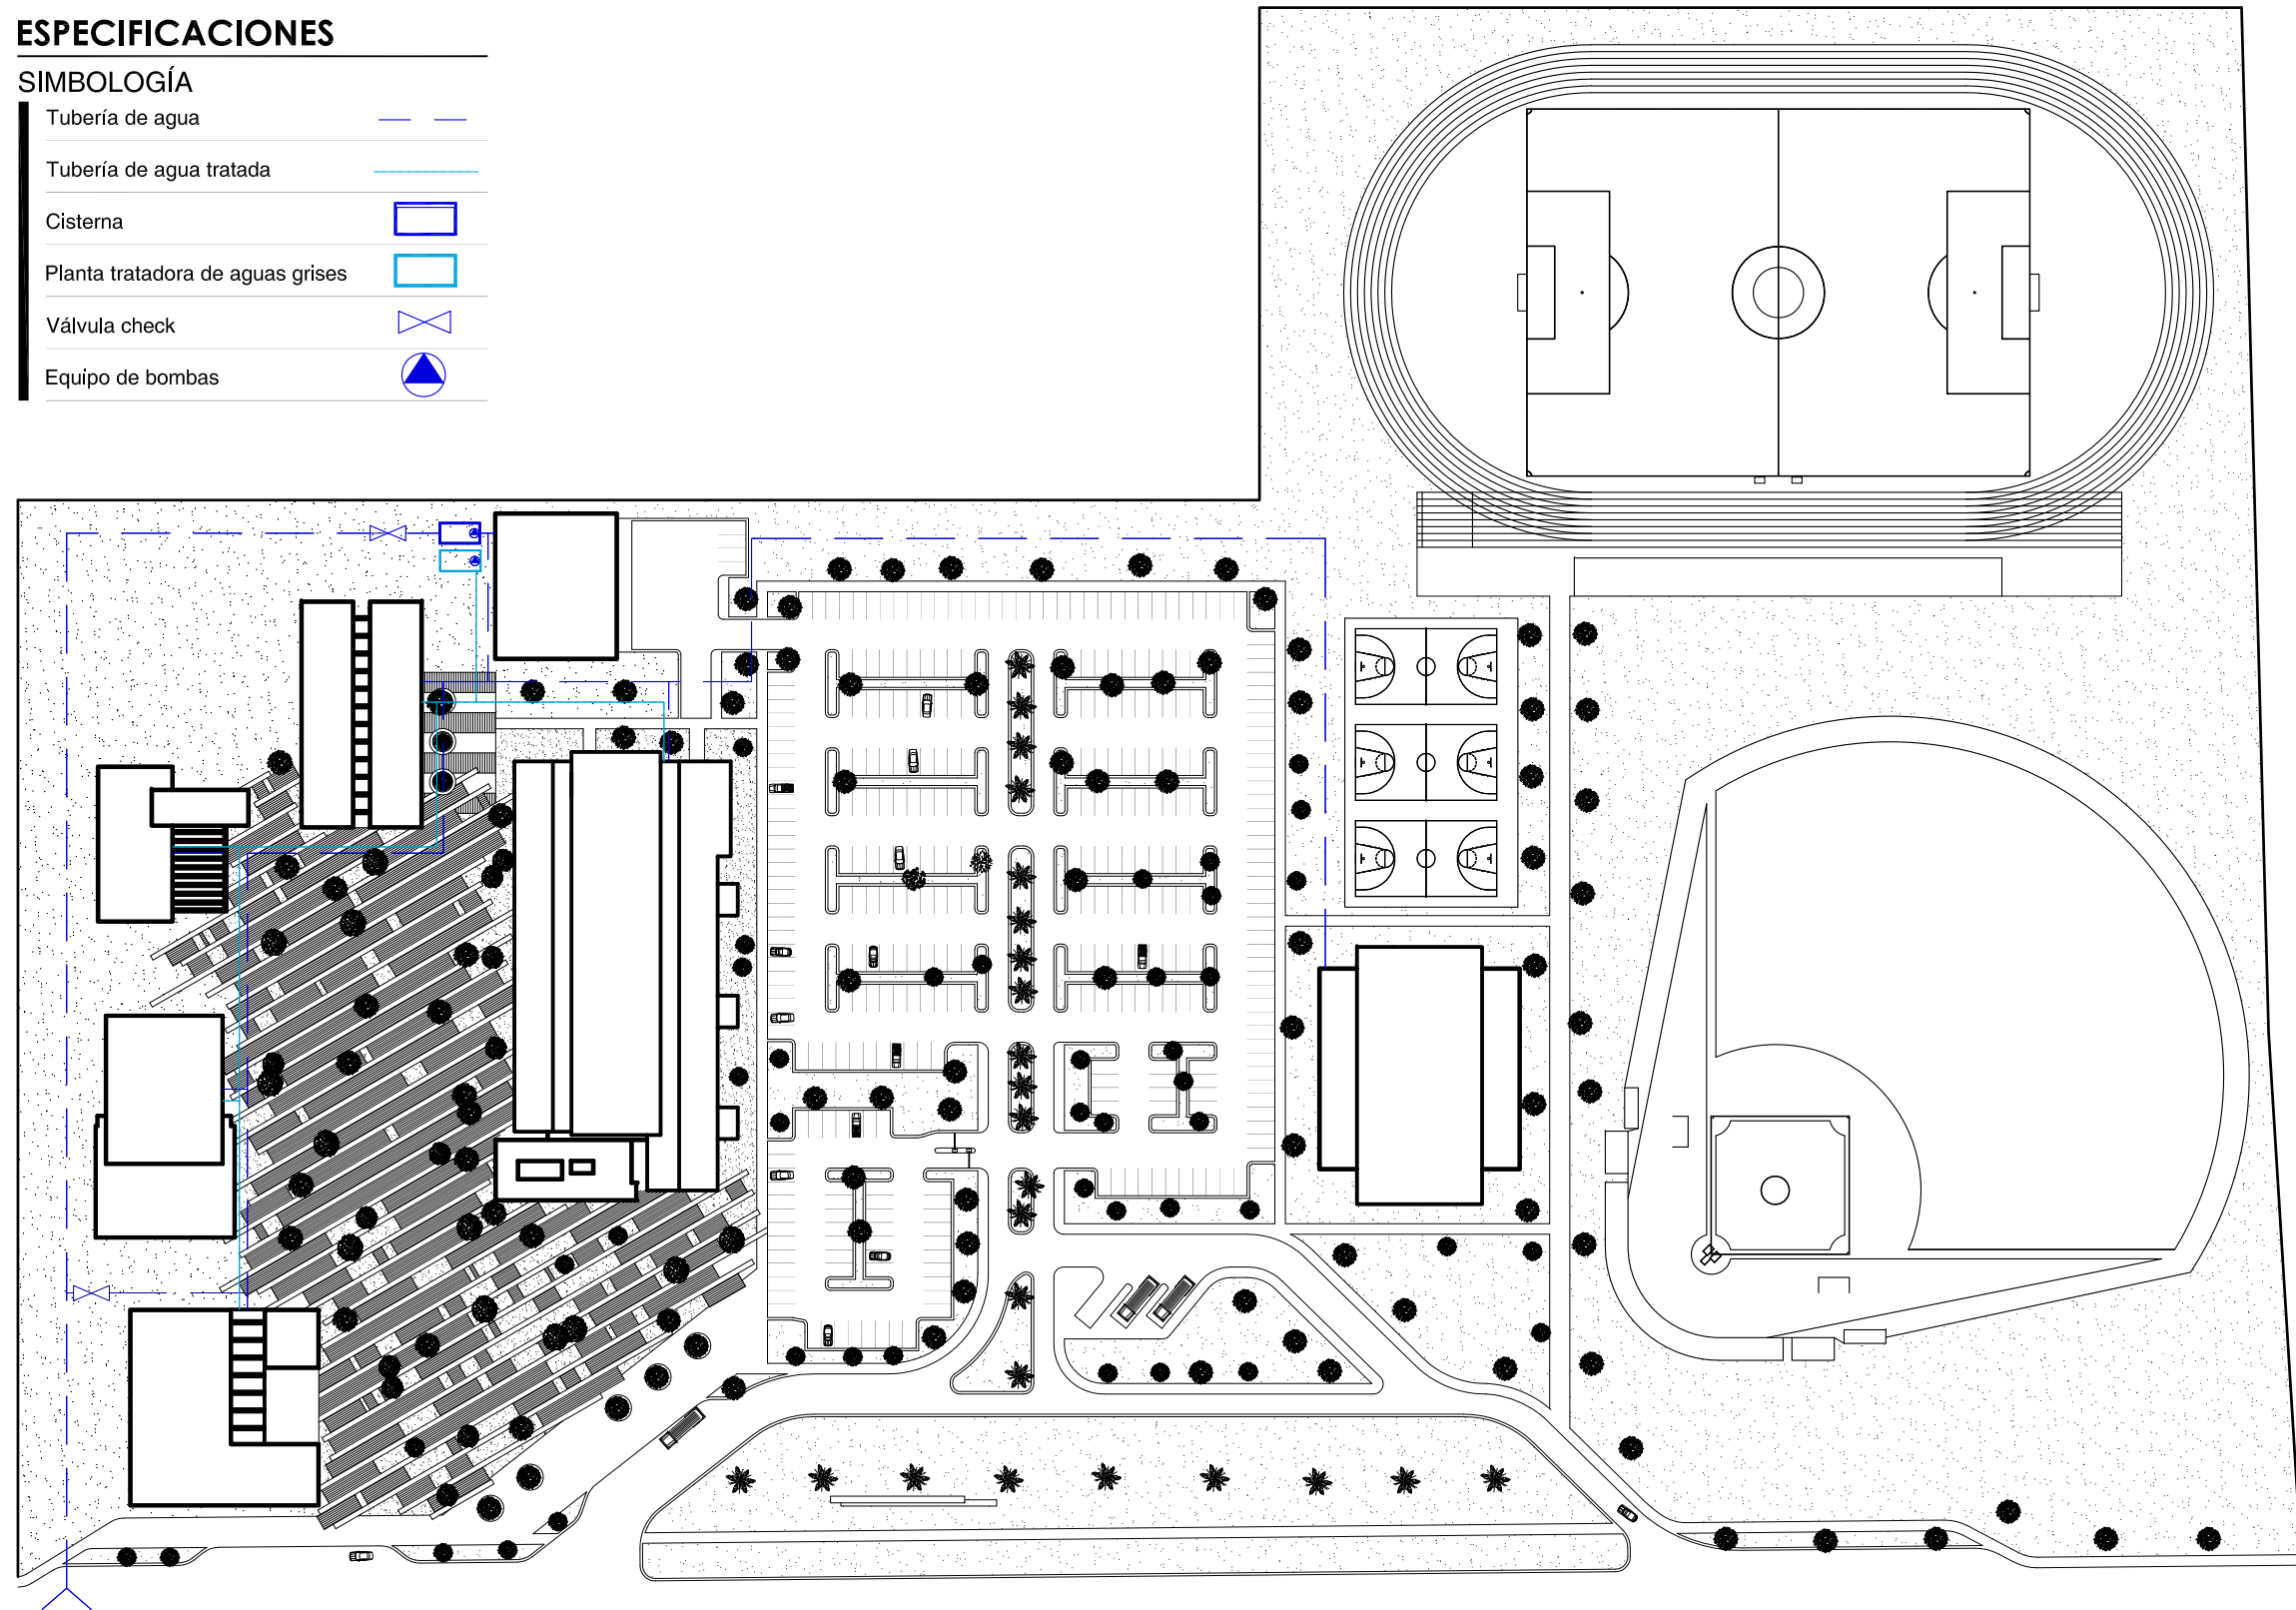 ESPECIFICACIONES
SIMBOLOGÍA
Tubería de agua
Tubería de agua tratada
Cisterna
Planta tratadora de aguas grises
Válvula check
Equipo de bombas